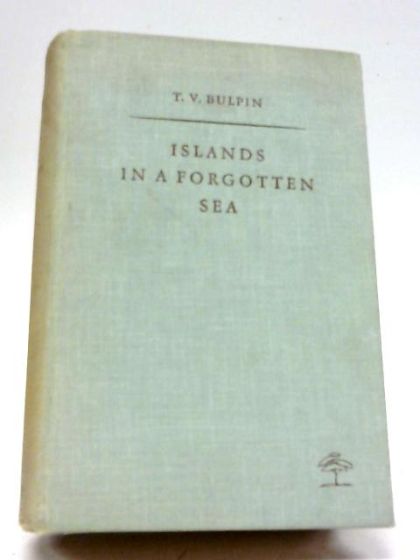 T. V. BULPIN
ISLANDS
IN A FORGOTTEN
SEA